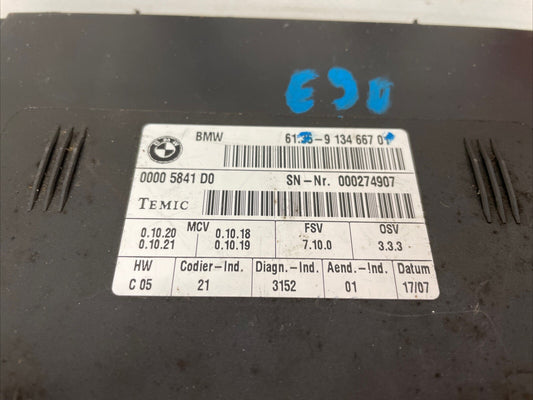 E90
BMW 61.35-9 134 667 01
0000 5841 D0 SN-Nr. 000274907
TEMIC
MCV FSV OSV
0.10.20 0.10.18 7.10.0 3.3.3
0.10.21 0.10.19
HW Codier-Ind. Diagn.-Ind. Aend.-Ind. Datum
C 05 21 3152 01 17/07